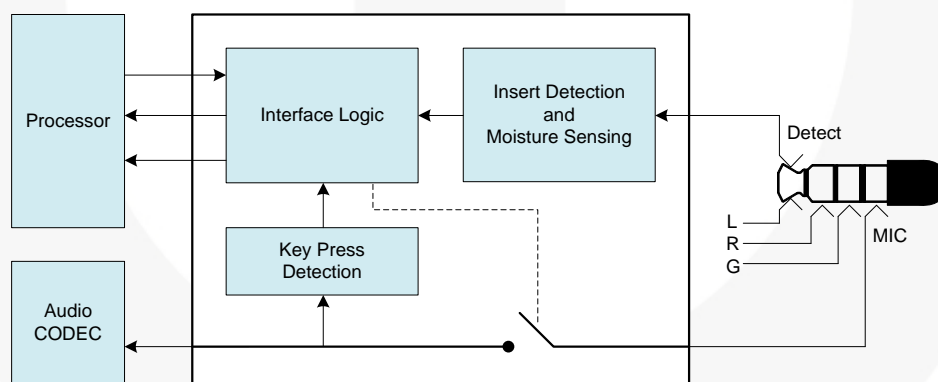 Processor
Interface Logic
Insert Detection
and
Moisture Sensing
Detect
L
R
G
MIC
Key Press
Detection
Audio
CODEC